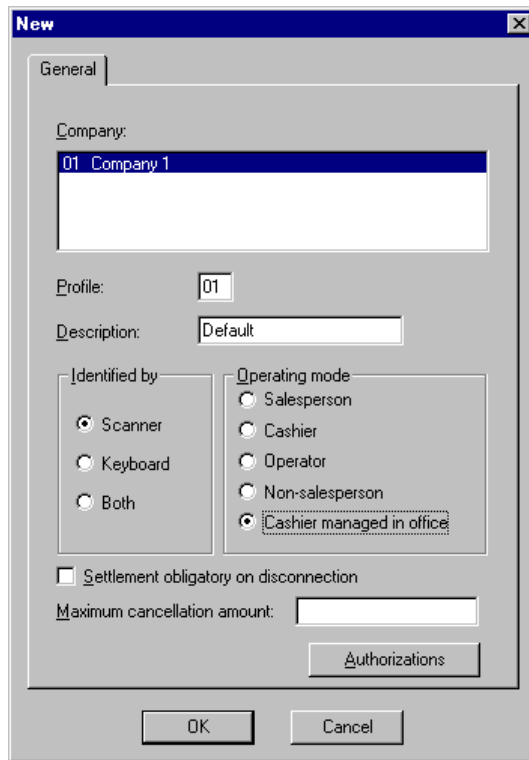 New
General
Company:
01 Company 1
Profile: 01
Description: Default
Identified by
Scanner
Keyboard
Both
Operating mode
Salesperson
Cashier
Operator
Non-salesperson
Cashier managed in office
Settlement obligatory on disconnection
Maximum cancellation amount:
Authorizations
OK Cancel